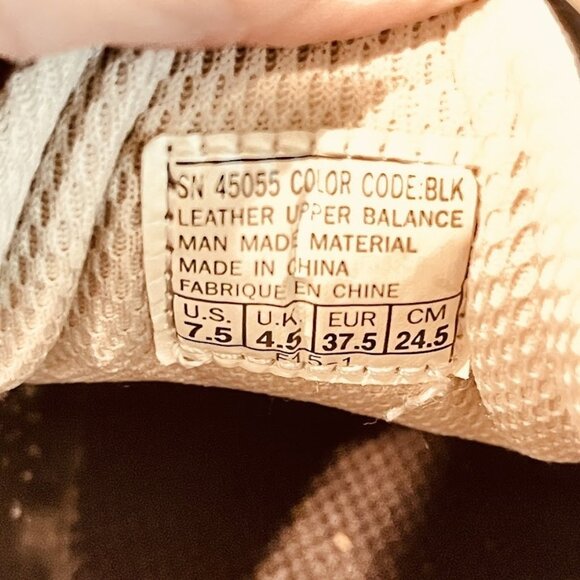 SN 45055 COLOR CODE:BLK
LEATHER UPPER BALANCE
MAN MADE MATERIAL
MADE IN CHINA
FABRIQUE EN CHINE
U.S. U.K. EUR CM
7.5 4.5 37.5 24.5